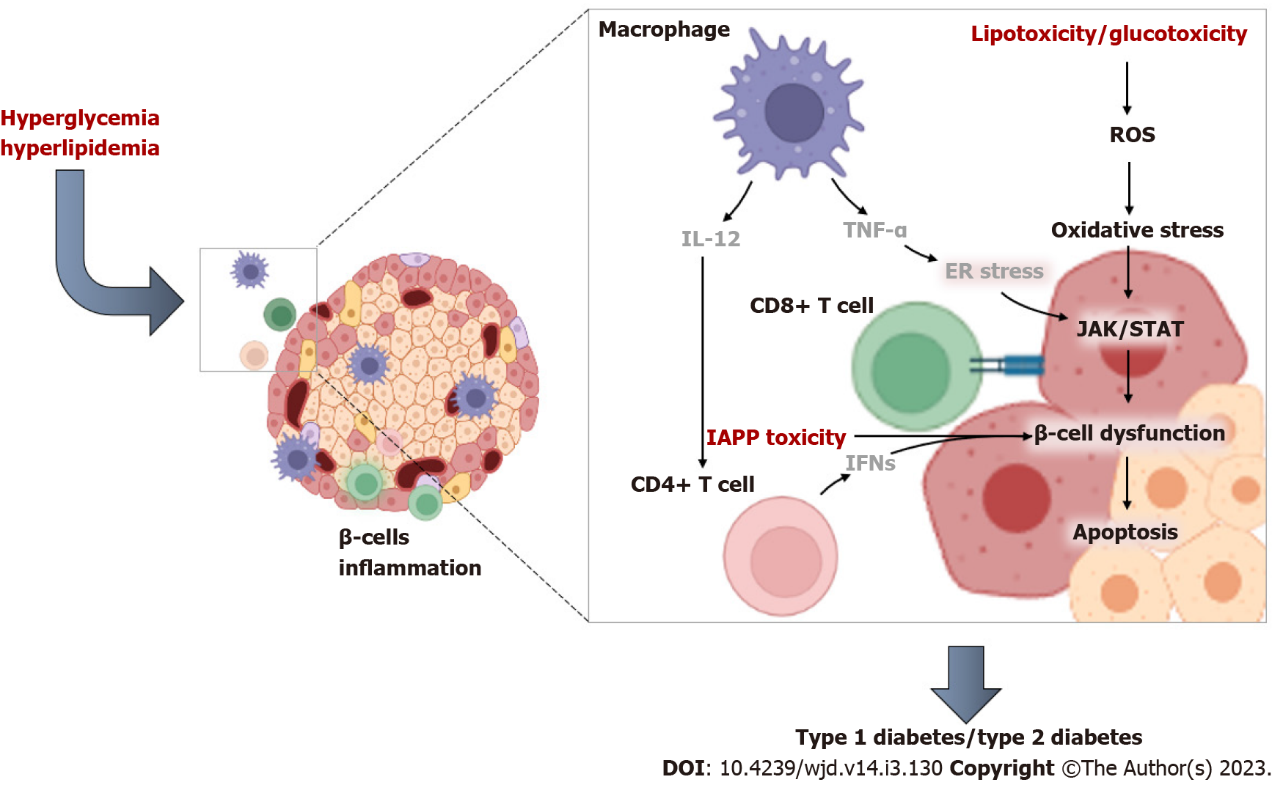 Hyperglycemia
hyperlipidemia
β-cells
inflammation
Macrophage
Lipotoxicity/glucotoxicity
ROS
Oxidative stress
IL-12
TNF-α
ER stress
JAK/STAT
CD8+ T cell
IAPP toxicity
IFNs
β-cell dysfunction
CD4+ T cell
Apoptosis
Type 1 diabetes/type 2 diabetes
DOI: 10.4239/wjd.v14.i3.130 Copyright ©The Author(s) 2023.